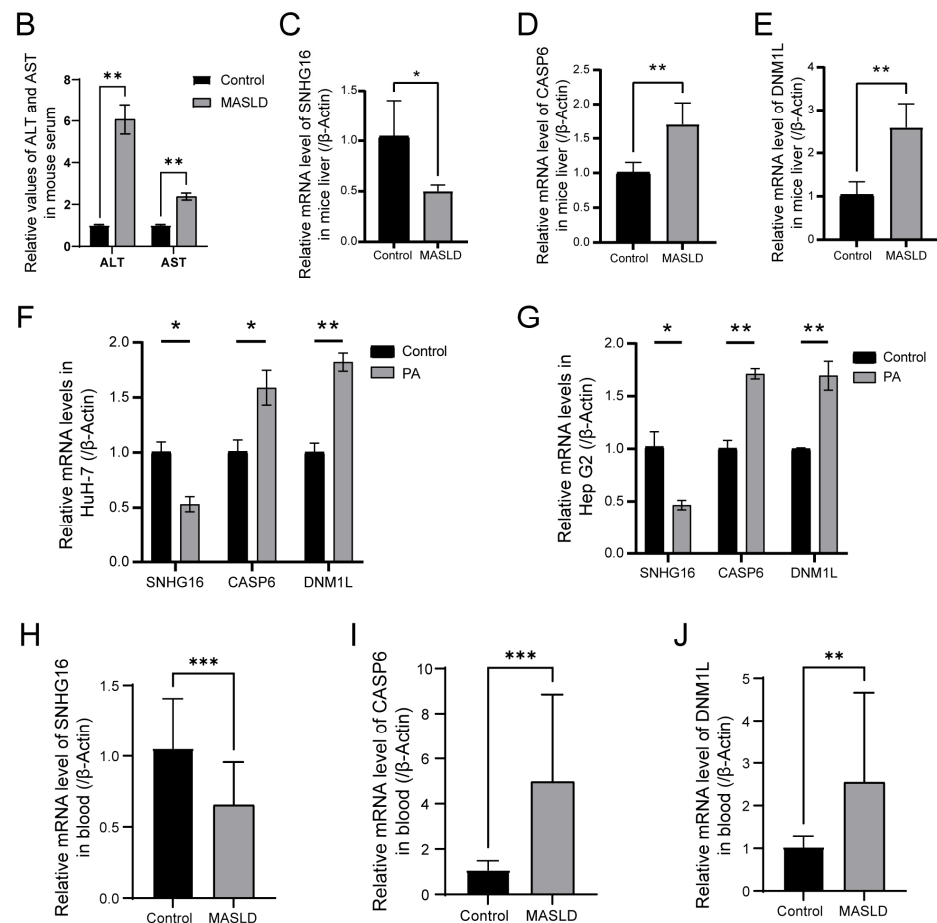 B
Relative values of ALT and AST
in mouse serum
8
6
4
2
0
**
**
ALT
AST
Control
MASLD
C
Relative mRNA level of SNHG16
in mice liver (/β-Actin)
1.5
1.0
0.5
0.0
*
Control
MASLD
D
Relative mRNA level of CASP6
in mice liver (/β-Actin)
2.5
2.0
1.5
1.0
0.5
0.0
**
Control
MASLD
E
Relative mRNA level of DNM1L
in mice liver (/β-Actin)
4
3
2
1
0
**
Control
MASLD
F
Relative mRNA levels in
HuH-7 (/β-Actin)
2.0
1.5
1.0
0.5
0.0
*
*
**
SNHG16
CASP6
DNM1L
Control
PA
G
Relative mRNA levels in
Hep G2 (/β-Actin)
2.0
1.5
1.0
0.5
0.0
*
**
**
SNHG16
CASP6
DNM1L
Control
PA
H
Relative mRNA level of SNHG16
in blood (/β-Actin)
1.5
1.0
0.5
0.0
***
Control
MASLD
I
Relative mRNA level of CASP6
in blood (/β-Actin)
10
8
6
4
2
0
***
Control
MASLD
J
Relative mRNA level of DNM1L
in blood (/β-Actin)
5
4
3
2
1
0
**
Control
MASLD